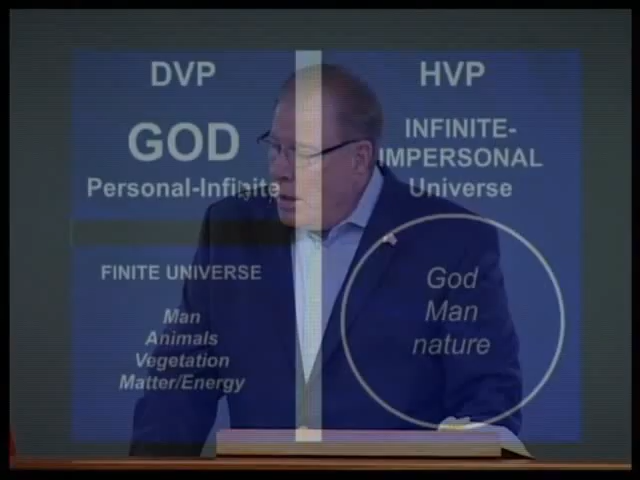 DVP
GOD
Personal-Infinite
FINITE UNIVERSE
Man
Animals
Vegetation
Matter/Energy
HVP
INFINITE-
IMPERSONAL
Universe
God
Man
nature